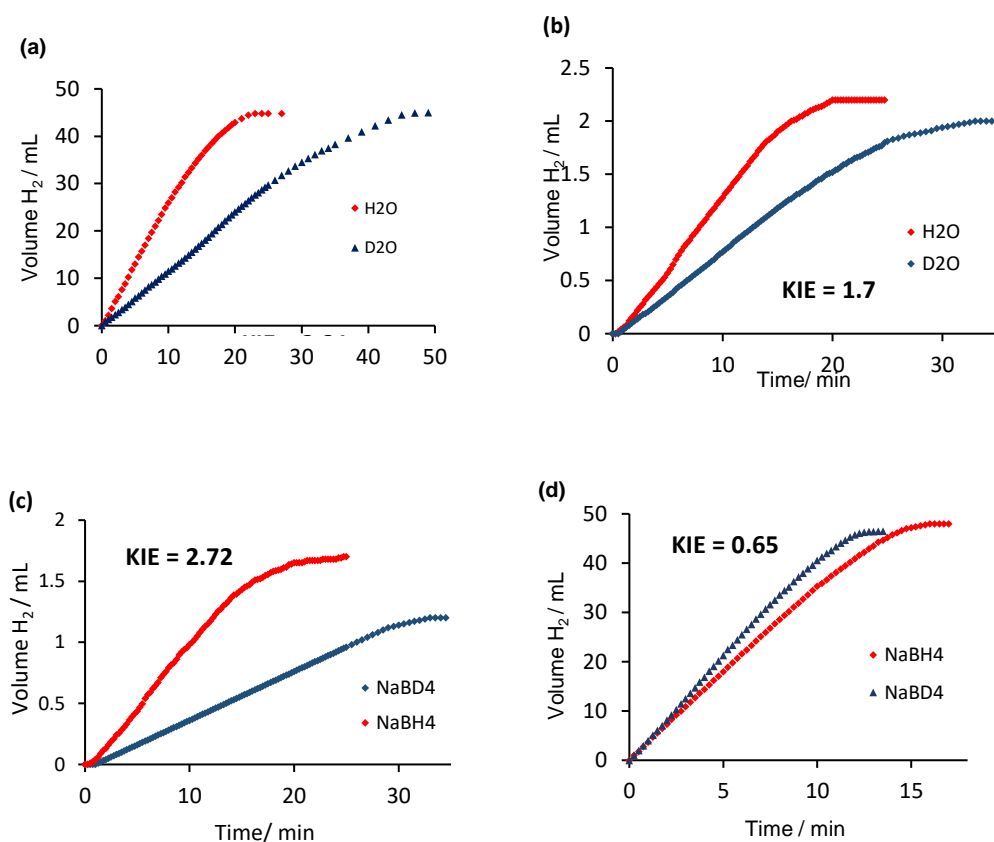 (a)
Volume H2 / mL
50
40
30
20
10
0
0 10 20 30 40 50
H2O
D2O
(b)
Volume H2 / mL
2.5
2
1.5
1
0.5
0
0 10 20 30
Time/ min
H2O
D2O
KIE = 1.7
(c)
Volume H2 / mL
2
1.5
1
0.5
0
0 10 20 30
Time/ min
KIE = 2.72
NaBD4
NaBH4
(d)
Volume H2 / mL
50
40
30
20
10
0
0 5 10 15
Time / min
KIE = 0.65
NaBH4
NaBD4